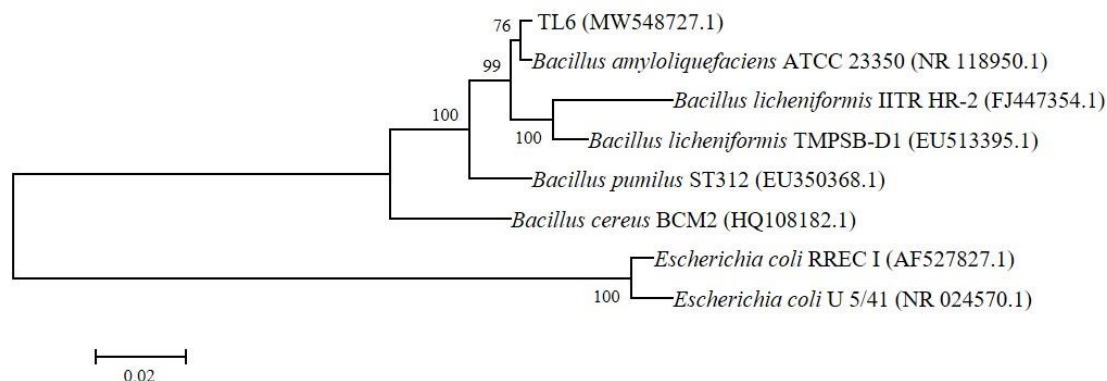 76
TL6 (MW548727.1)
Bacillus amyloliquefaciens ATCC 23350 (NR 118950.1)
99
Bacillus licheniformis IITR HR-2 (FJ447354.1)
100
100
Bacillus licheniformis TMPSB-D1 (EU513395.1)
Bacillus pumilus ST312 (EU350368.1)
Bacillus cereus BCM2 (HQ108182.1)
Escherichia coli RREC I (AF527827.1)
100
Escherichia coli U 5/41 (NR 024570.1)
0.02